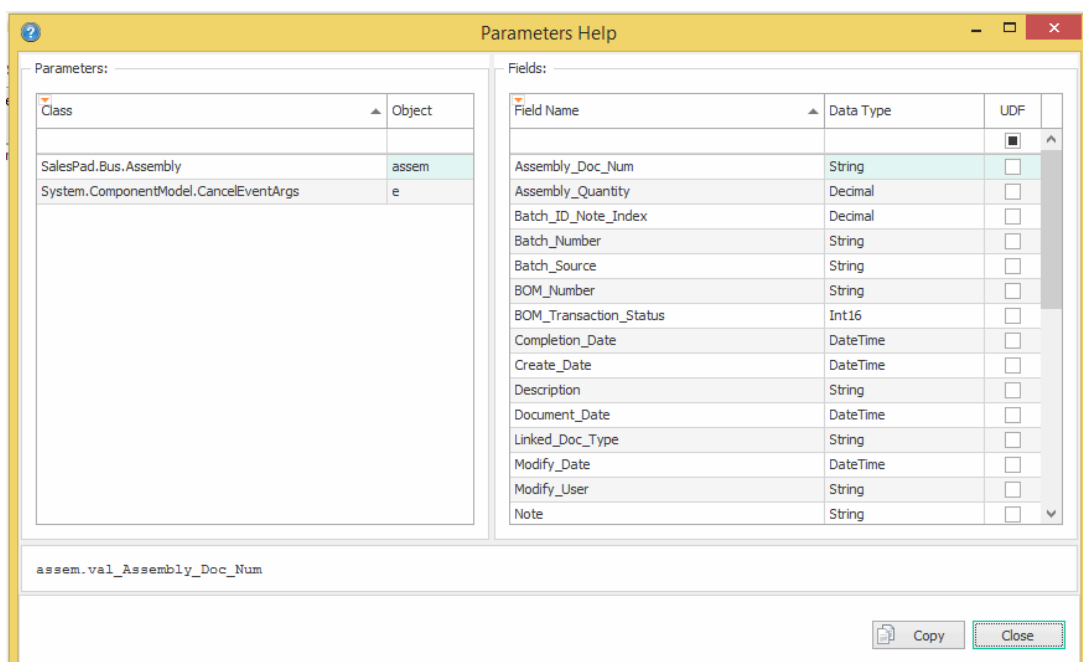 Parameters Help
Parameters:
Class Object
SalesPad.Bus.Assembly assem
System.ComponentModel.CancelEventArgs e
Fields:
Field Name Data Type UDF
Assembly_Doc_Num String
Assembly_Quantity Decimal
Batch_ID_Note_Index Decimal
Batch_Number String
Batch_Source String
BOM_Number String
BOM_Transaction_Status Int16
Completion_Date DateTime
Create_Date DateTime
Description String
Document_Date DateTime
Linked_Doc_Type String
Modify_Date DateTime
Modify_User String
Note String
assem.val_Assembly_Doc_Num
Copy Close